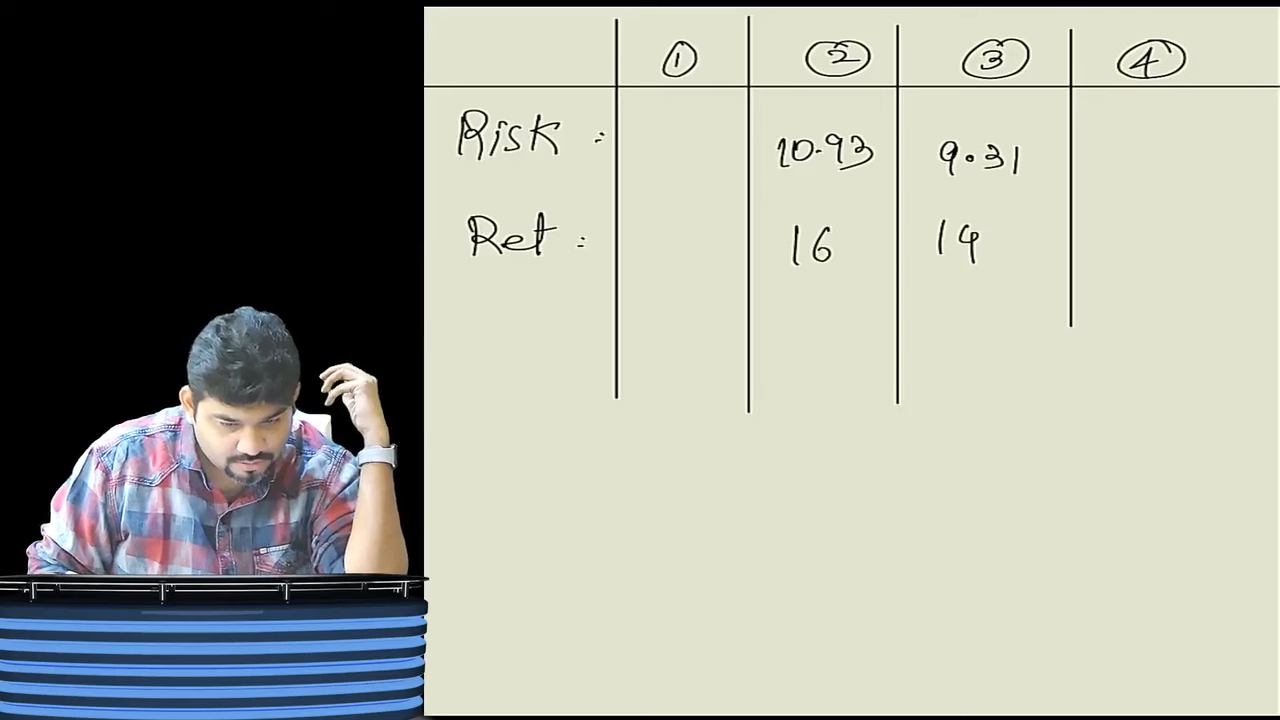 ① ② ③ ④
Risk : 10.93 9.31
Ret : 16 14